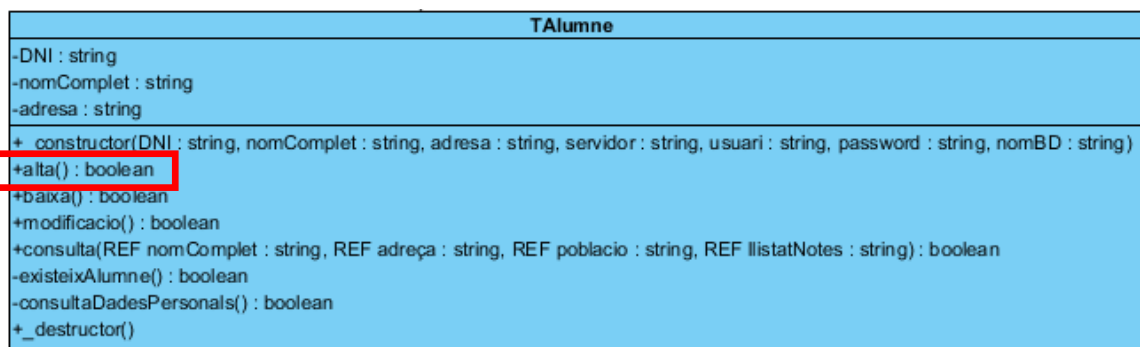 TAlumne
-DNI : string
-nomComplet : string
-adresa : string
+_constructor(DNI : string, nomComplet : string, adresa : string, servidor : string, usuari : string, password : string, nomBD : string)
+alta() : boolean
+baixa() : boolean
+modificacio() : boolean
+consulta(REF nomComplet : string, REF adreça : string, REF poblacio : string, REF llistatNotes : string) : boolean
-existeixAlumne() : boolean
-consultaDadesPersonals() : boolean
+_destructor()